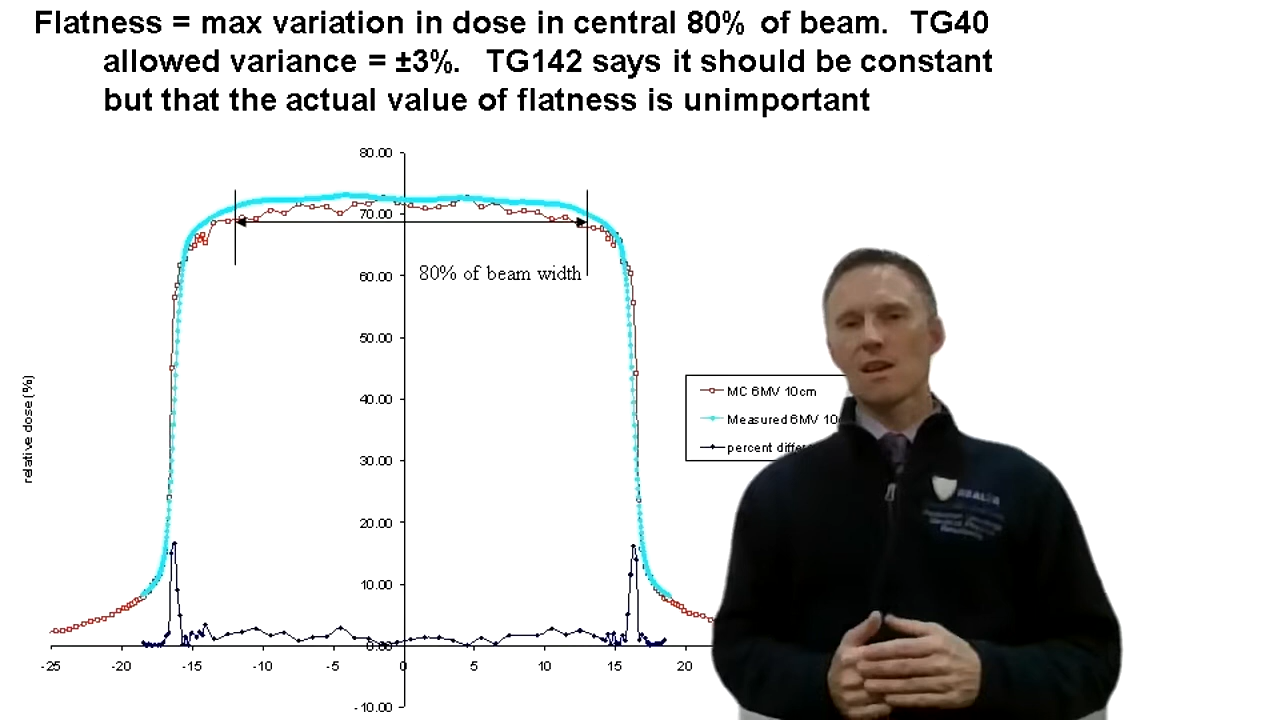 Flatness = max variation in dose in central 80% of beam. TG40
allowed variance = ±3%. TG142 says it should be constant
but that the actual value of flatness is unimportant
80.00
70.00
80% of beam width
60.00
50.00
40.00
30.00
20.00
10.00
0.00
-10.00
relative dose (%)
-25 -20 -15 -10 -5 0 5 10 15 20
MC 6MV 10cm
Measured 6MV 10
percent